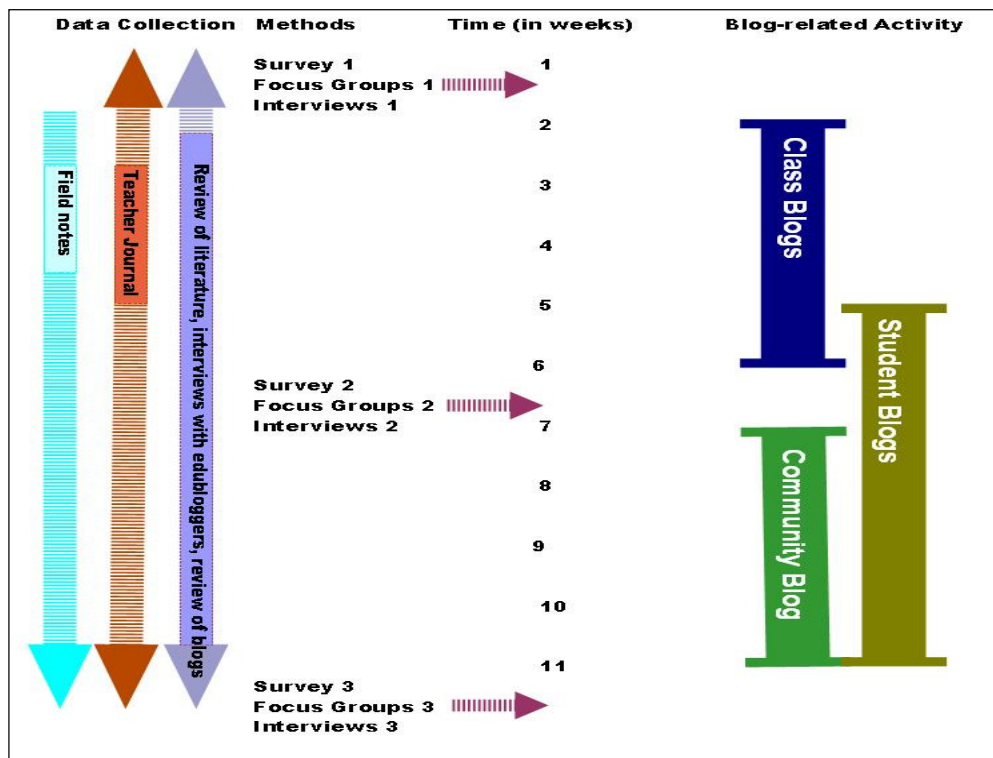 Data Collection Methods Time (in weeks) Blog-related Activity
Field notes
Teacher Journal
Review of literature, interviews with edubloggers, review of blogs
Survey 1
Focus Groups 1
Interviews 1
Survey 2
Focus Groups 2
Interviews 2
Survey 3
Focus Groups 3
Interviews 3
1
2
3
4
5
6
7
8
9
10
11
Class Blogs
Student Blogs
Community Blog